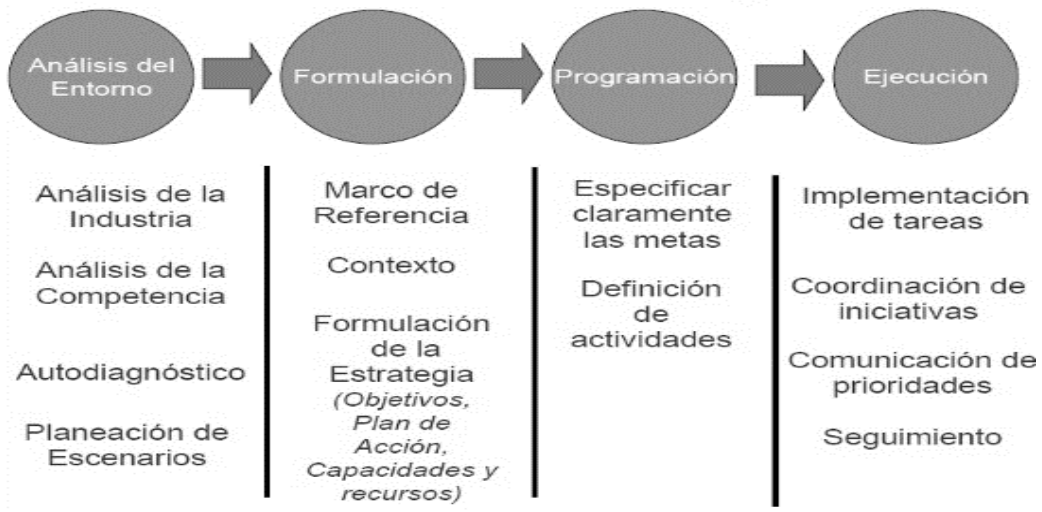 Análisis del
Entorno
Formulación
Programación
Ejecución
Análisis de la
Industria
Análisis de la
Competencia
Autodiagnóstico
Planeación de
Escenarios
Marco de
Referencia
Contexto
Formulación
de la
Estrategia
(Objetivos,
Plan de
Acción,
Capacidades y
recursos)
Especificar
claramente
las metas
Definición
de
actividades
Implementación
de tareas
Coordinación de
iniciativas
Comunicación de
prioridades
Seguimiento